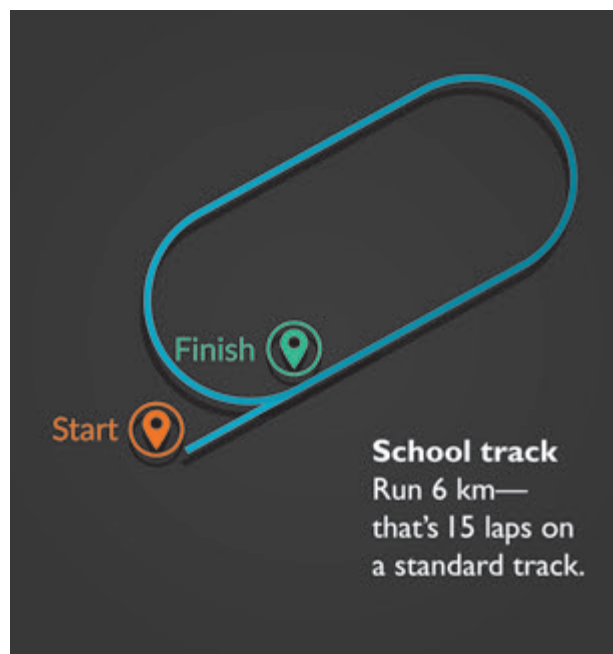 Finish
Start
School track
Run 6 km—
that's 15 laps on
a standard track.